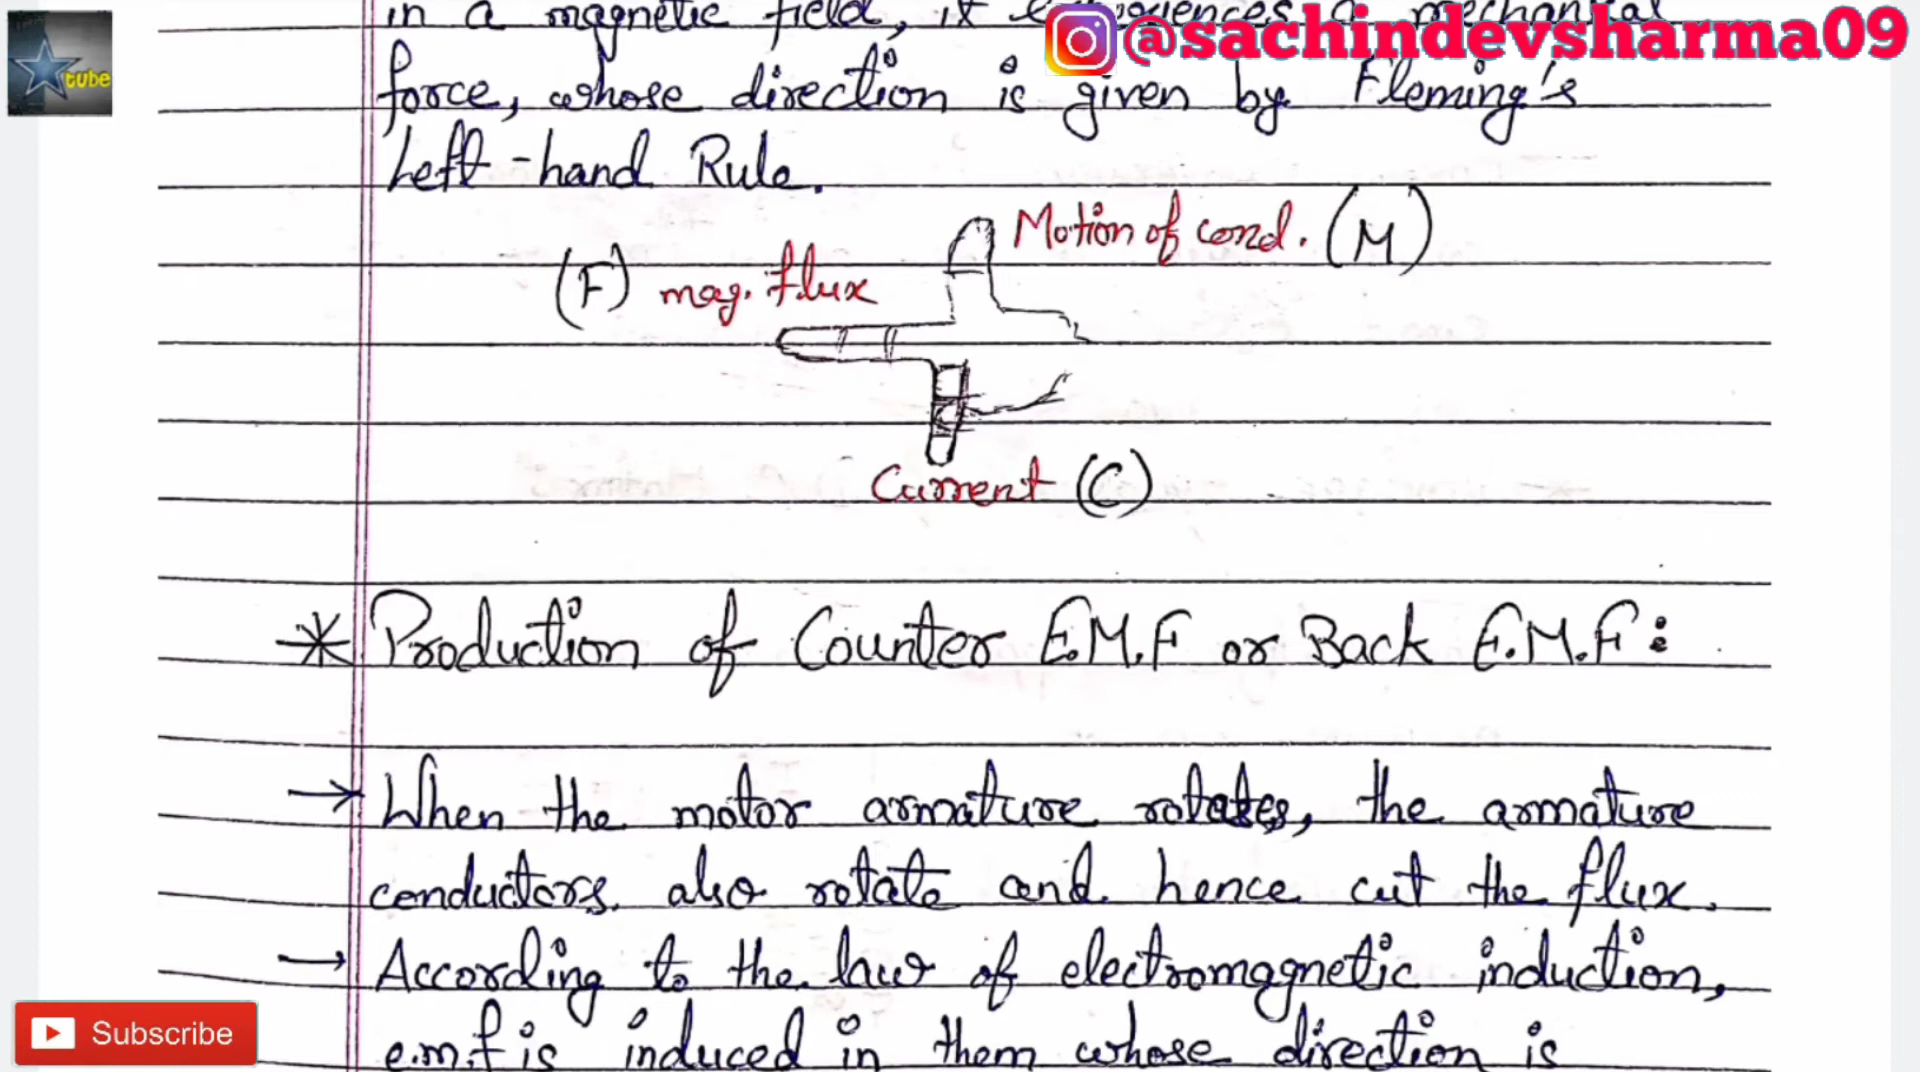 in a magnetic field, it experiences a mechanical
@sachindevsharma09
tube
force, whose direction is given by Fleming's
Left-hand Rule.
Motion of cond. (M)
(F) mag. flux
Current (C)
* Production of Counter E.M.F or Back E.M.F:
→ When the motor armature rotates, the armature
conductors also rotate and hence cut the flux.
→ According to the law of electromagnetic induction,
e.m.f is induced in them whose direction is
Subscribe